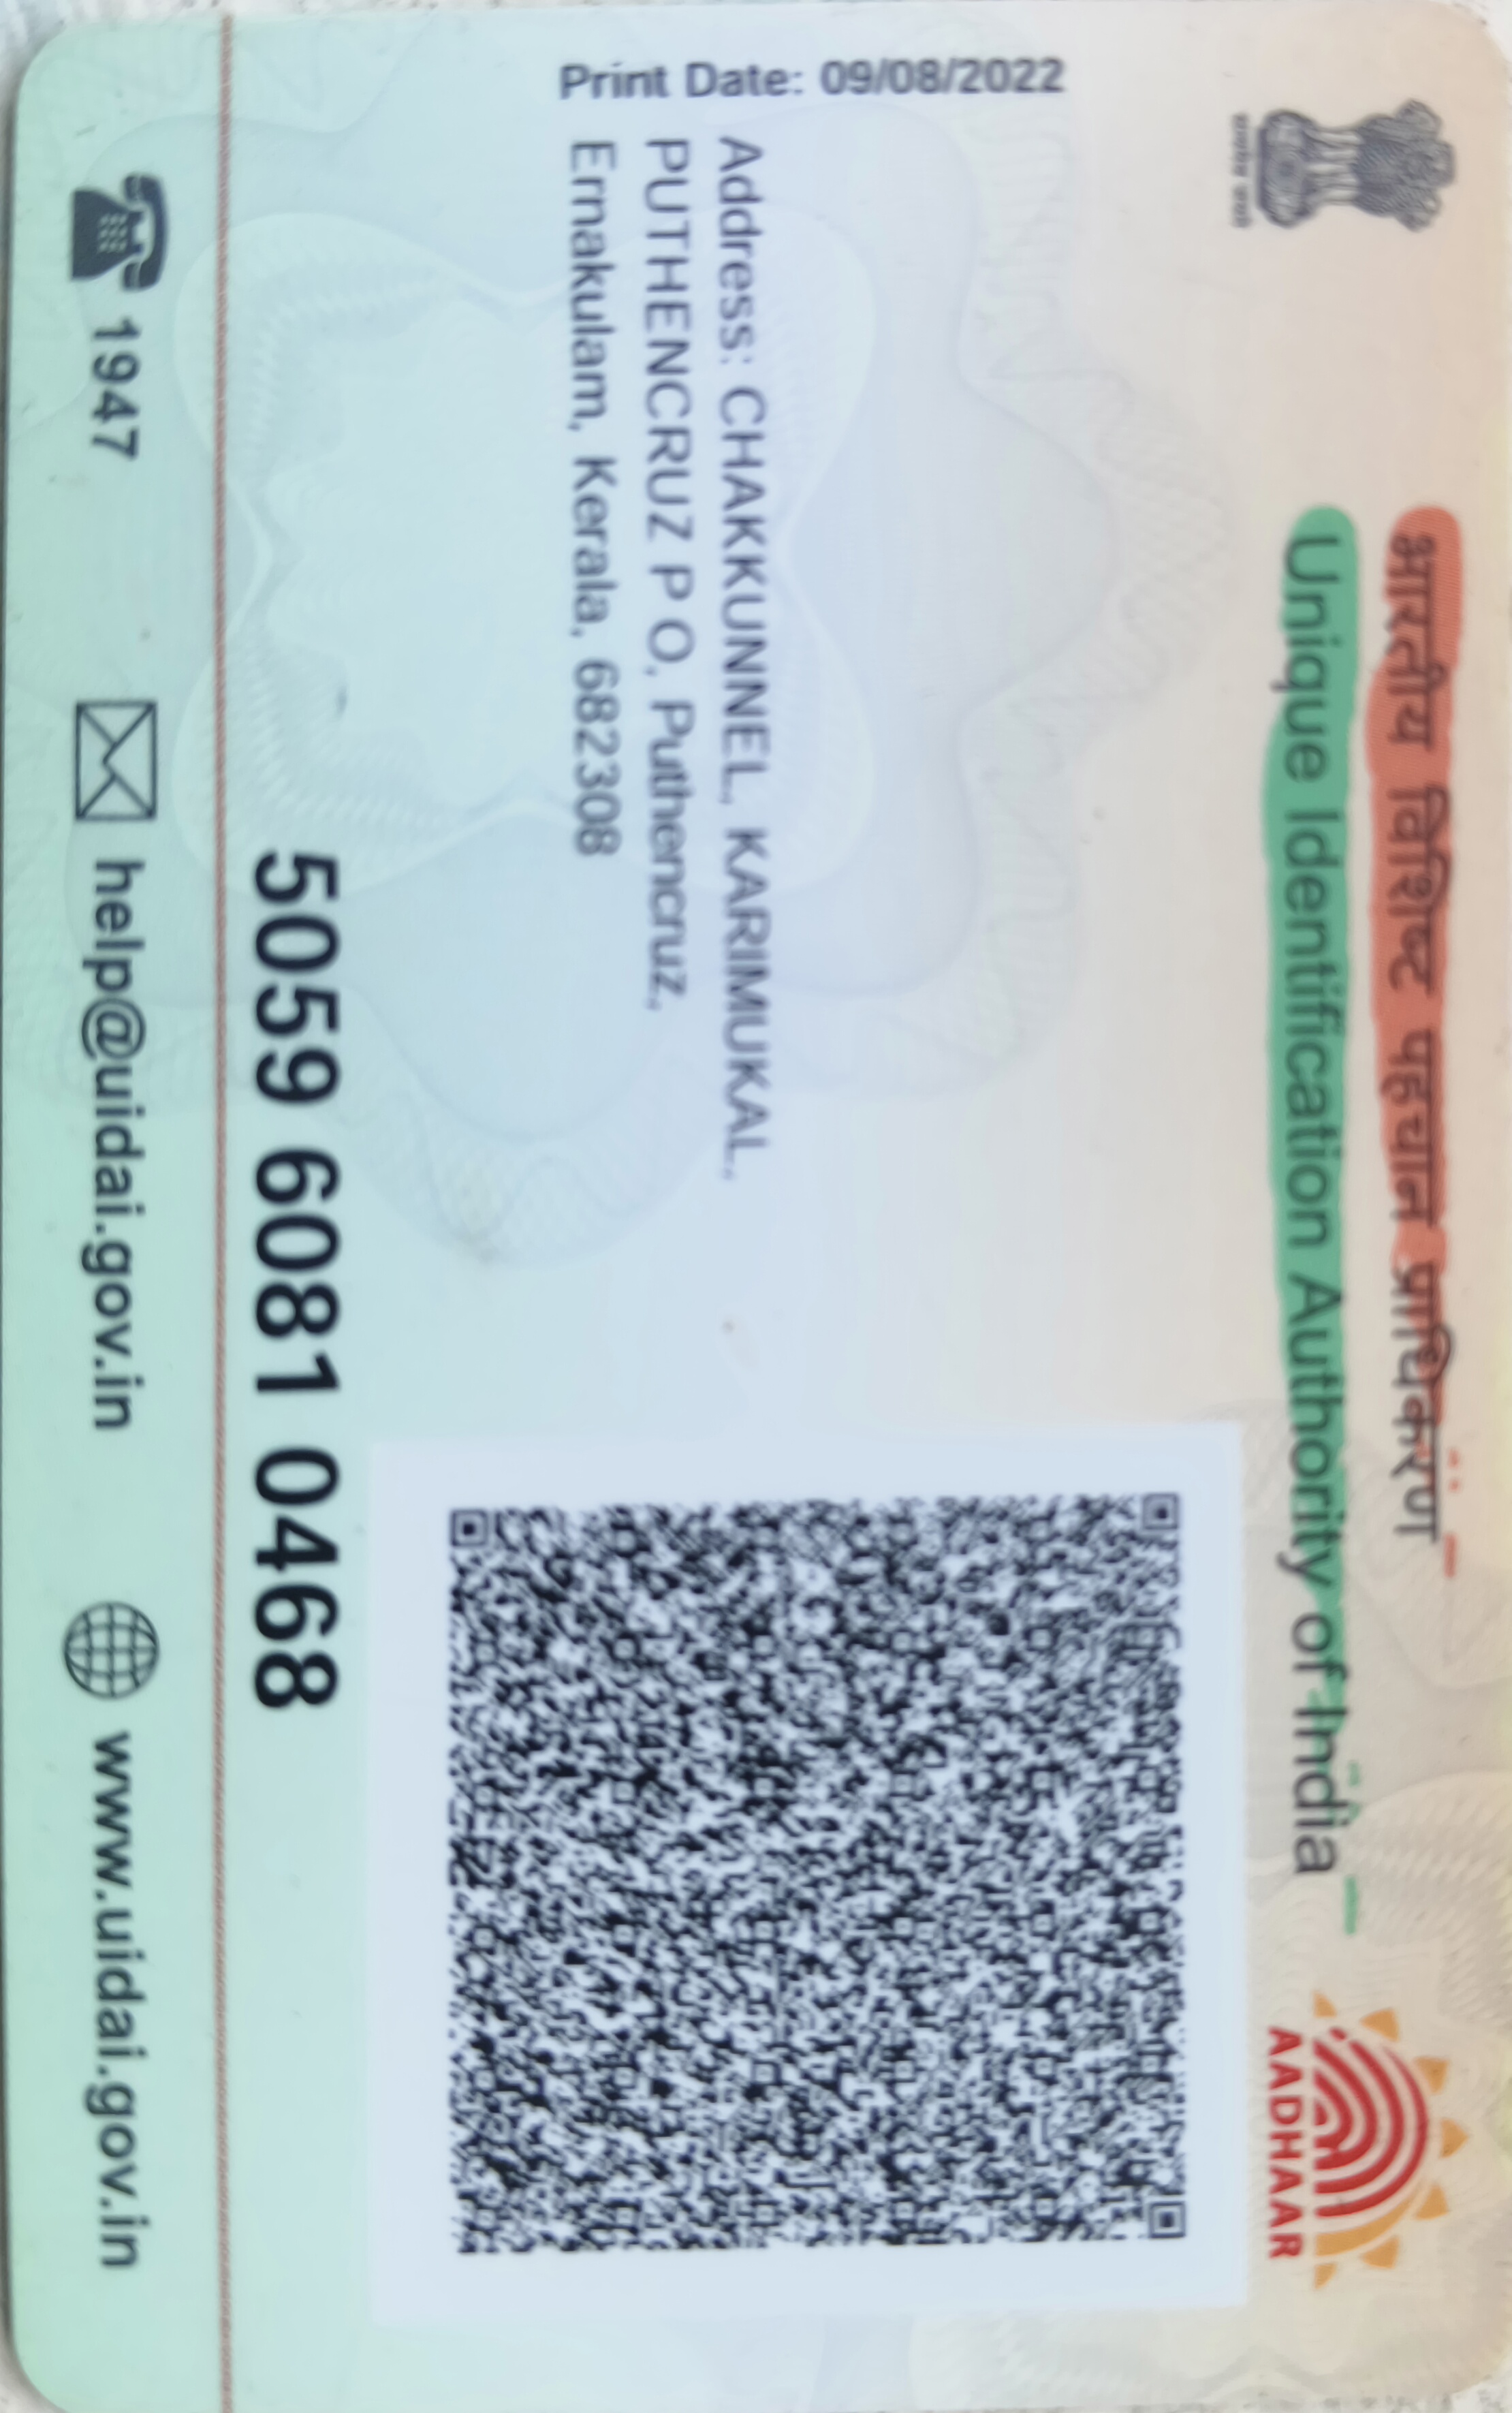 भारतीय विशिष्ट पहचान प्राधिकरण
Unique Identification Authority of India
सत्यमेव जयते
AADHAAR
Print Date: 09/08/2022
Address: CHAKKUNNEL, KARIMUKAL,
PUTHENCRUZ P O, Puthencruz,
Ernakulam, Kerala, 682308
5059 6081 0468
1947
help@uidai.gov.in
www.uidai.gov.in